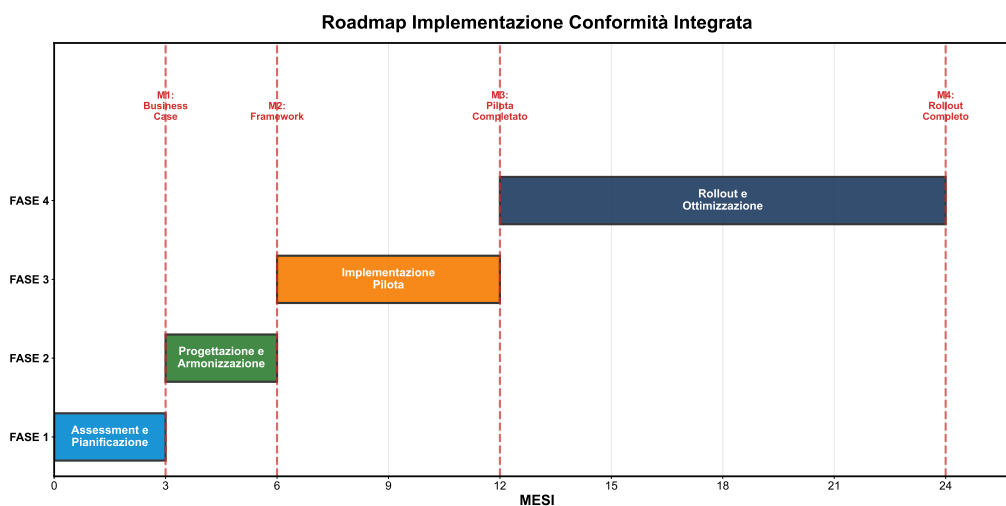 Roadmap Implementazione Conformità Integrata
M1:
Business
Case
M2:
Framework
M3:
Pilota
Completato
M4:
Rollout
Completo
FASE 4
Rollout e
Ottimizzazione
FASE 3
Implementazione
Pilota
FASE 2
Progettazione e
Armonizzazione
FASE 1
Assessment e
Pianificazione
0 3 6 9 12 15 18 21 24
MESI